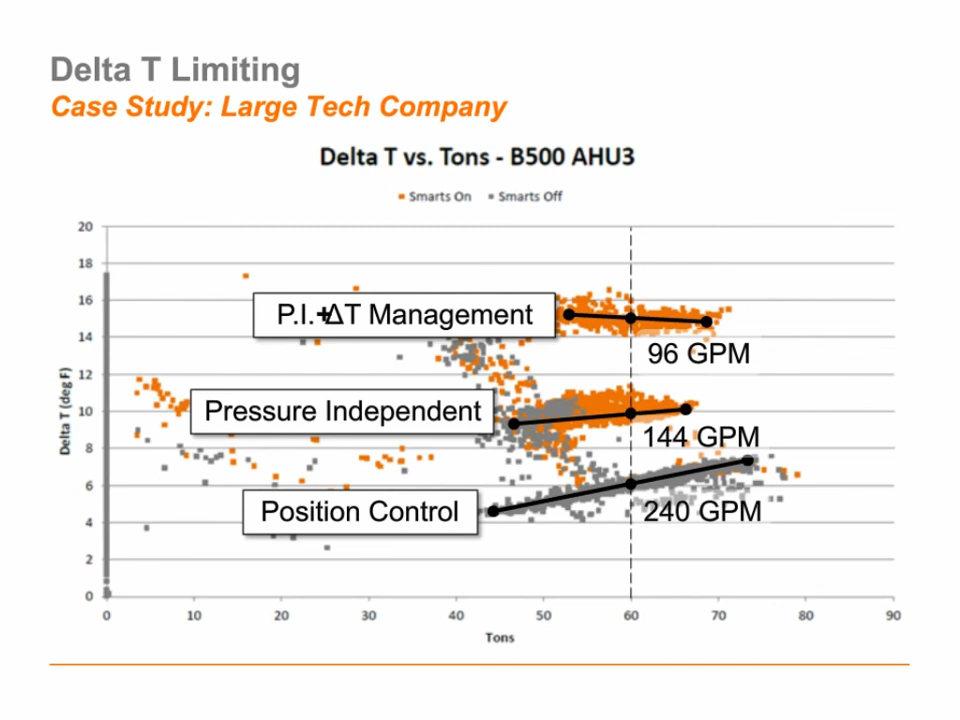 Delta T Limiting
Case Study: Large Tech Company
Delta T vs. Tons - B500 AHU3
Smarts On Smarts Off
20
18
16
14
12
10
8
6
4
2
0
Delta T (deg F)
P.I.+ΔT Management
96 GPM
Pressure Independent
144 GPM
Position Control
240 GPM
0 10 20 30 40 50 60 70 80 90
Tons